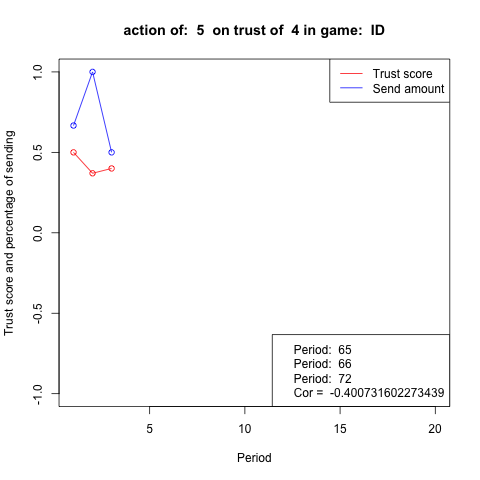 action of:  5  on trust of  4 in game:  ID
Trust score
Send amount
Trust score and percentage of sending
1.0
0.5
0.0
-0.5
-1.0
Period:  65
Period:  66
Period:  72
Cor =  -0.400731602273439
5
10
15
20
Period